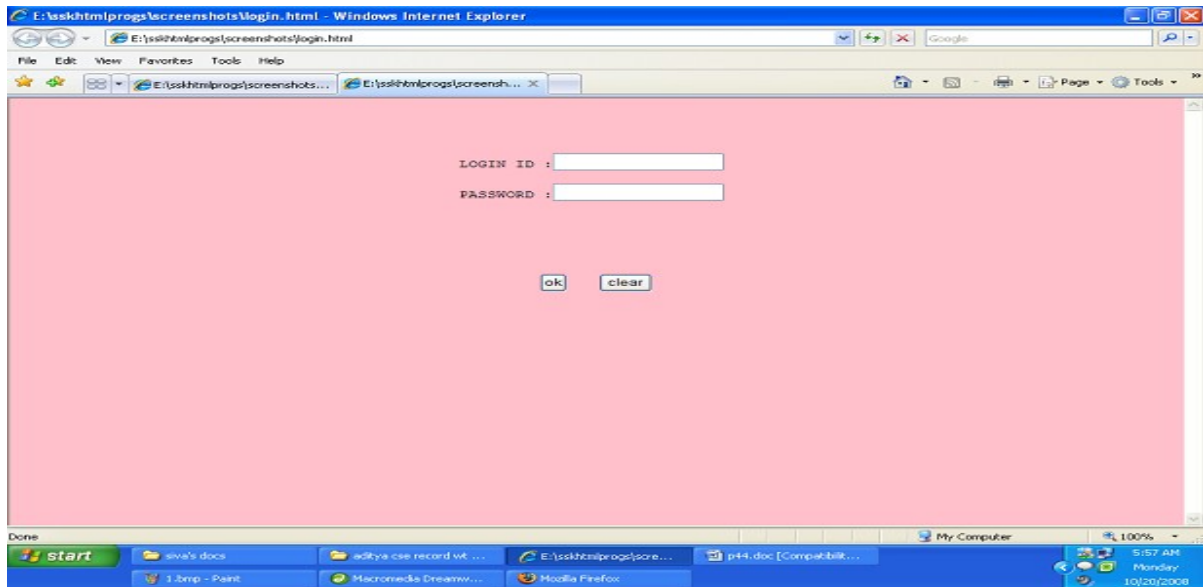 E:\sskhtmlprogs\screenshots\login.html - Windows Internet Explorer
E:\sskhtmlprogs\screenshots\login.html
Google
File Edit View Favorites Tools Help
E:\sskhtmlprogs\screenshots... E:\sskhtmlprogs\screensh... Page Tools
LOGIN ID :
PASSWORD :
ok clear
Done My Computer 100%
start siva's docs aditya cse record wt ... E:\sskhtmlprogs\scre... p44.doc [Compatibilit... 5:57 AM
Monday
1.bmp - Paint Macromedia Dreamw... Mozilla Firefox 10/20/2008